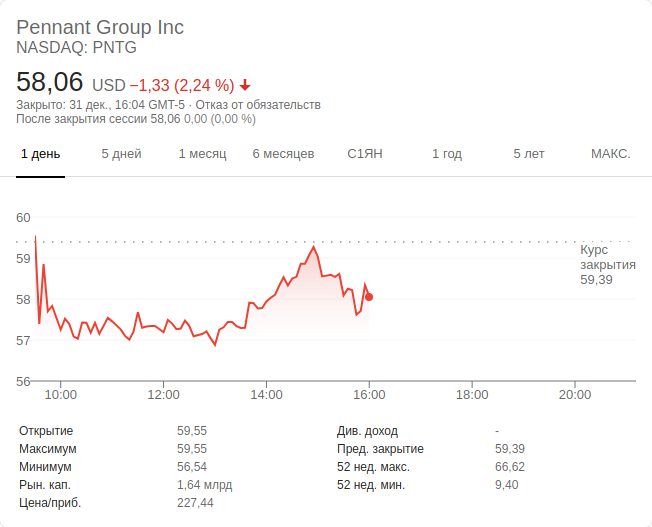 Pennant Group Inc
NASDAQ: PNTG
58,06 USD −1,33 (2,24 %)
Закрыто: 31 дек., 16:04 GMT-5 · Отказ от обязательств
После закрытия сессии 58,06 0,00 (0,00 %)
1 день 5 дней 1 месяц 6 месяцев С1ЯН 1 год 5 лет МАКС.
60
Курс
59
закрытия
59,39
58
57
56
10:00 12:00 14:00 16:00 18:00 20:00
Открытие 59,55 Див. доход -
Максимум 59,55 Пред. закрытие 59,39
Минимум 56,54 52 нед. макс. 66,62
Рын. кап. 1,64 млрд 52 нед. мин. 9,40
Цена/приб. 227,44